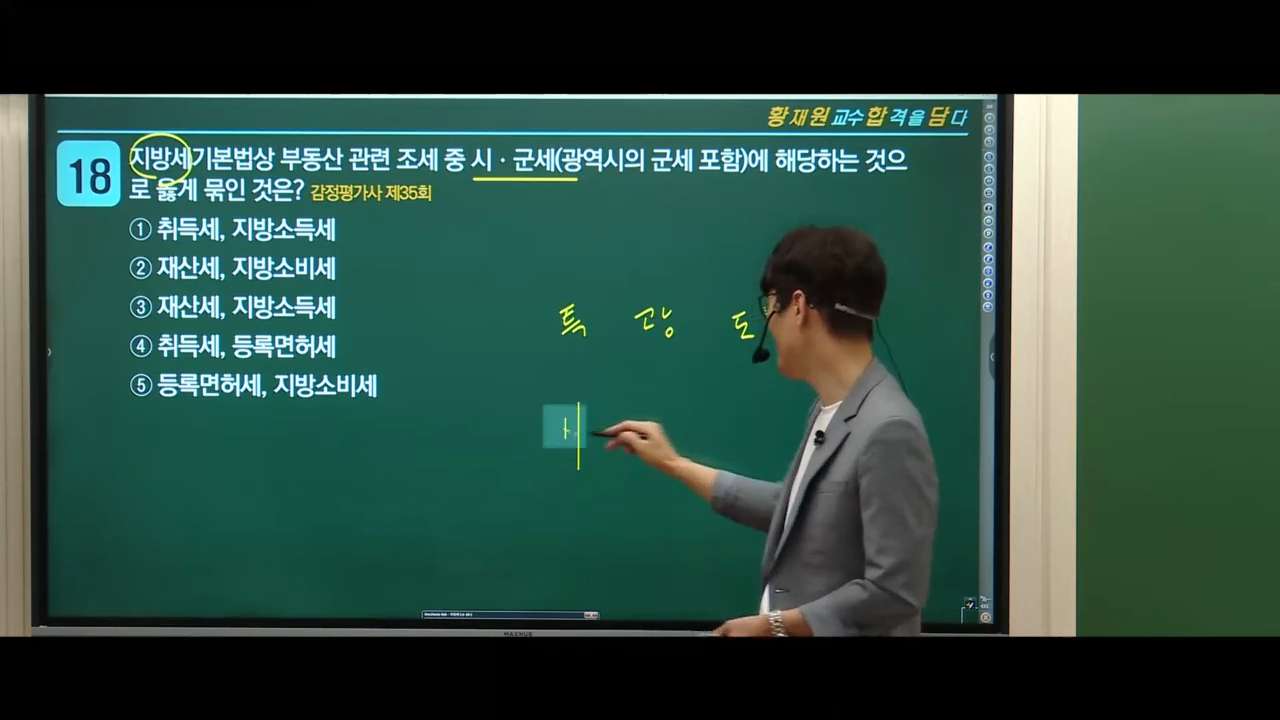 황재원 교수 합격을 담다
18 지방세기본법상 부동산 관련 조세 중 시·군세(광역시의 군세 포함)에 해당하는 것으
로 옳게 묶인 것은? 감정평가사 제35회
① 취득세, 지방소득세
② 재산세, 지방소비세
③ 재산세, 지방소득세
④ 취득세, 등록면허세
⑤ 등록면허세, 지방소비세
특 광 도
MAXHUB